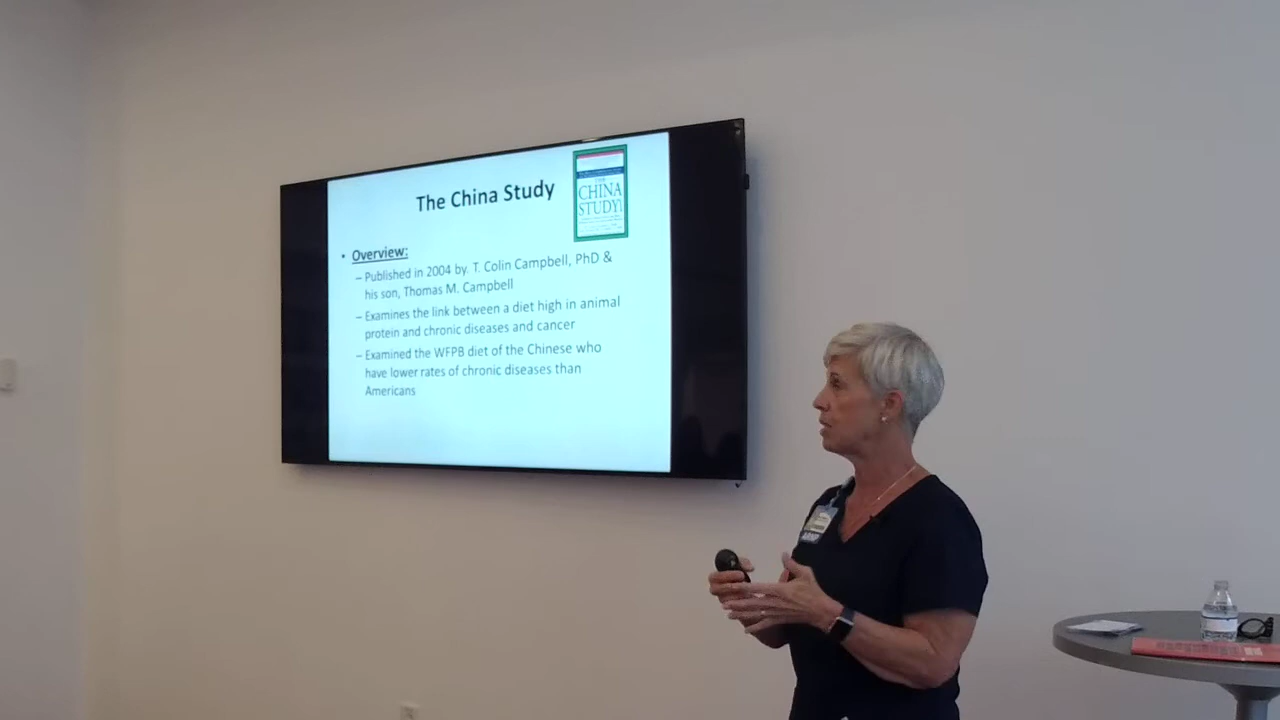 The China Study
CHINA
STUDY
• Overview:
– Published in 2004 by. T. Colin Campbell, PhD &
his son, Thomas M. Campbell
– Examines the link between a diet high in animal
protein and chronic diseases and cancer
– Examined the WFPB diet of the Chinese who
have lower rates of chronic diseases than
Americans